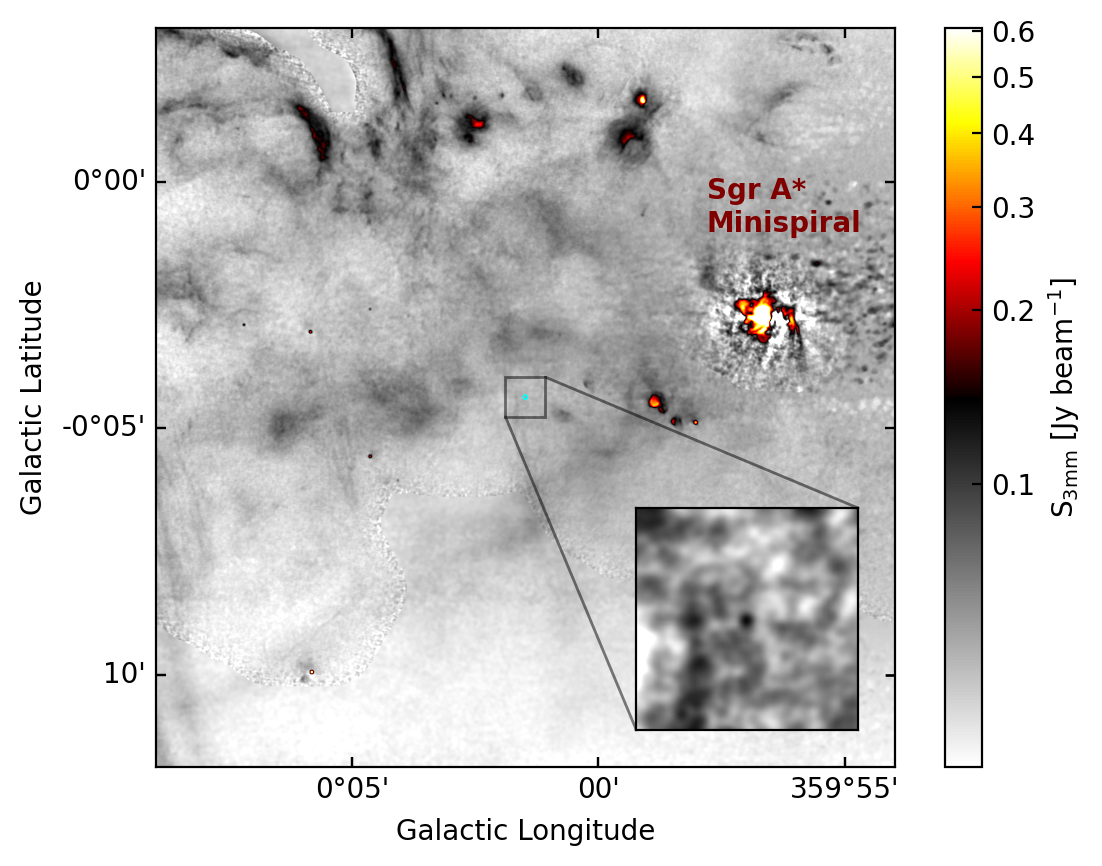 0.6
0.5
0.4
0.3
0.2
0.1
S3mm [Jy beam−1]
0°00'
-0°05'
10'
Galactic Latitude
Sgr A*
Minispiral
0°05'
00'
359°55'
Galactic Longitude